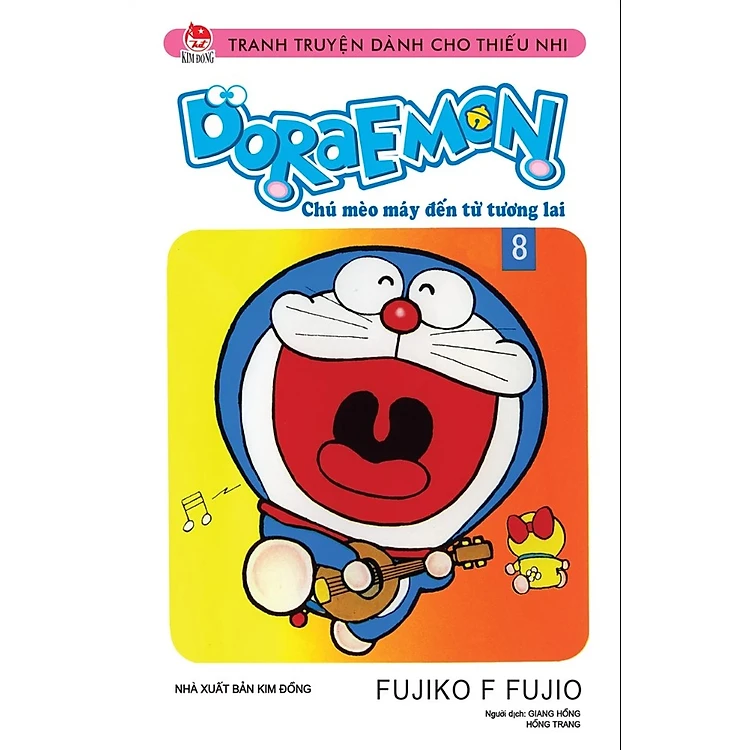 KIM ĐỒNG
TRANH TRUYỆN DÀNH CHO THIẾU NHI
DORAEMON
Chú mèo máy đến từ tương lai
8
NHÀ XUẤT BẢN KIM ĐỒNG
FUJIKO F FUJIO
Người dịch: GIANG HỒNG
HỒNG TRANG